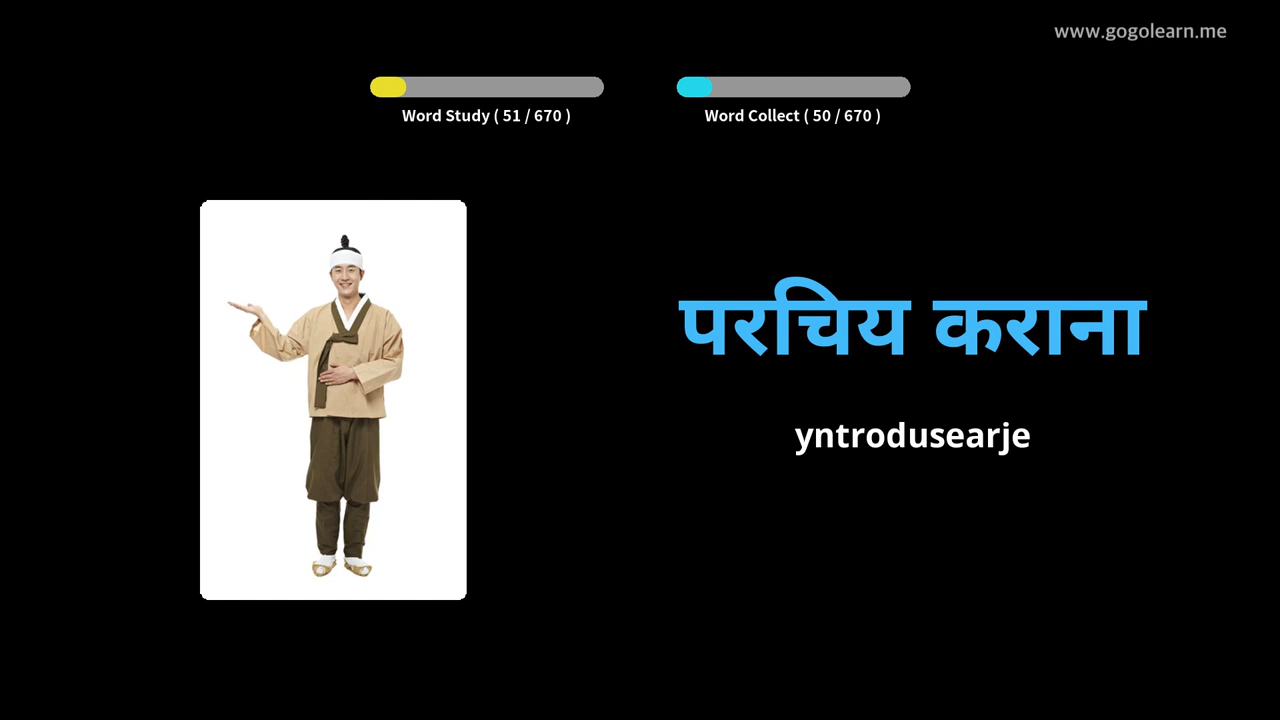 www.gogolearn.me
Word Study ( 51 / 670 )
Word Collect ( 50 / 670 )
परिचय कराना
yntrodusearje